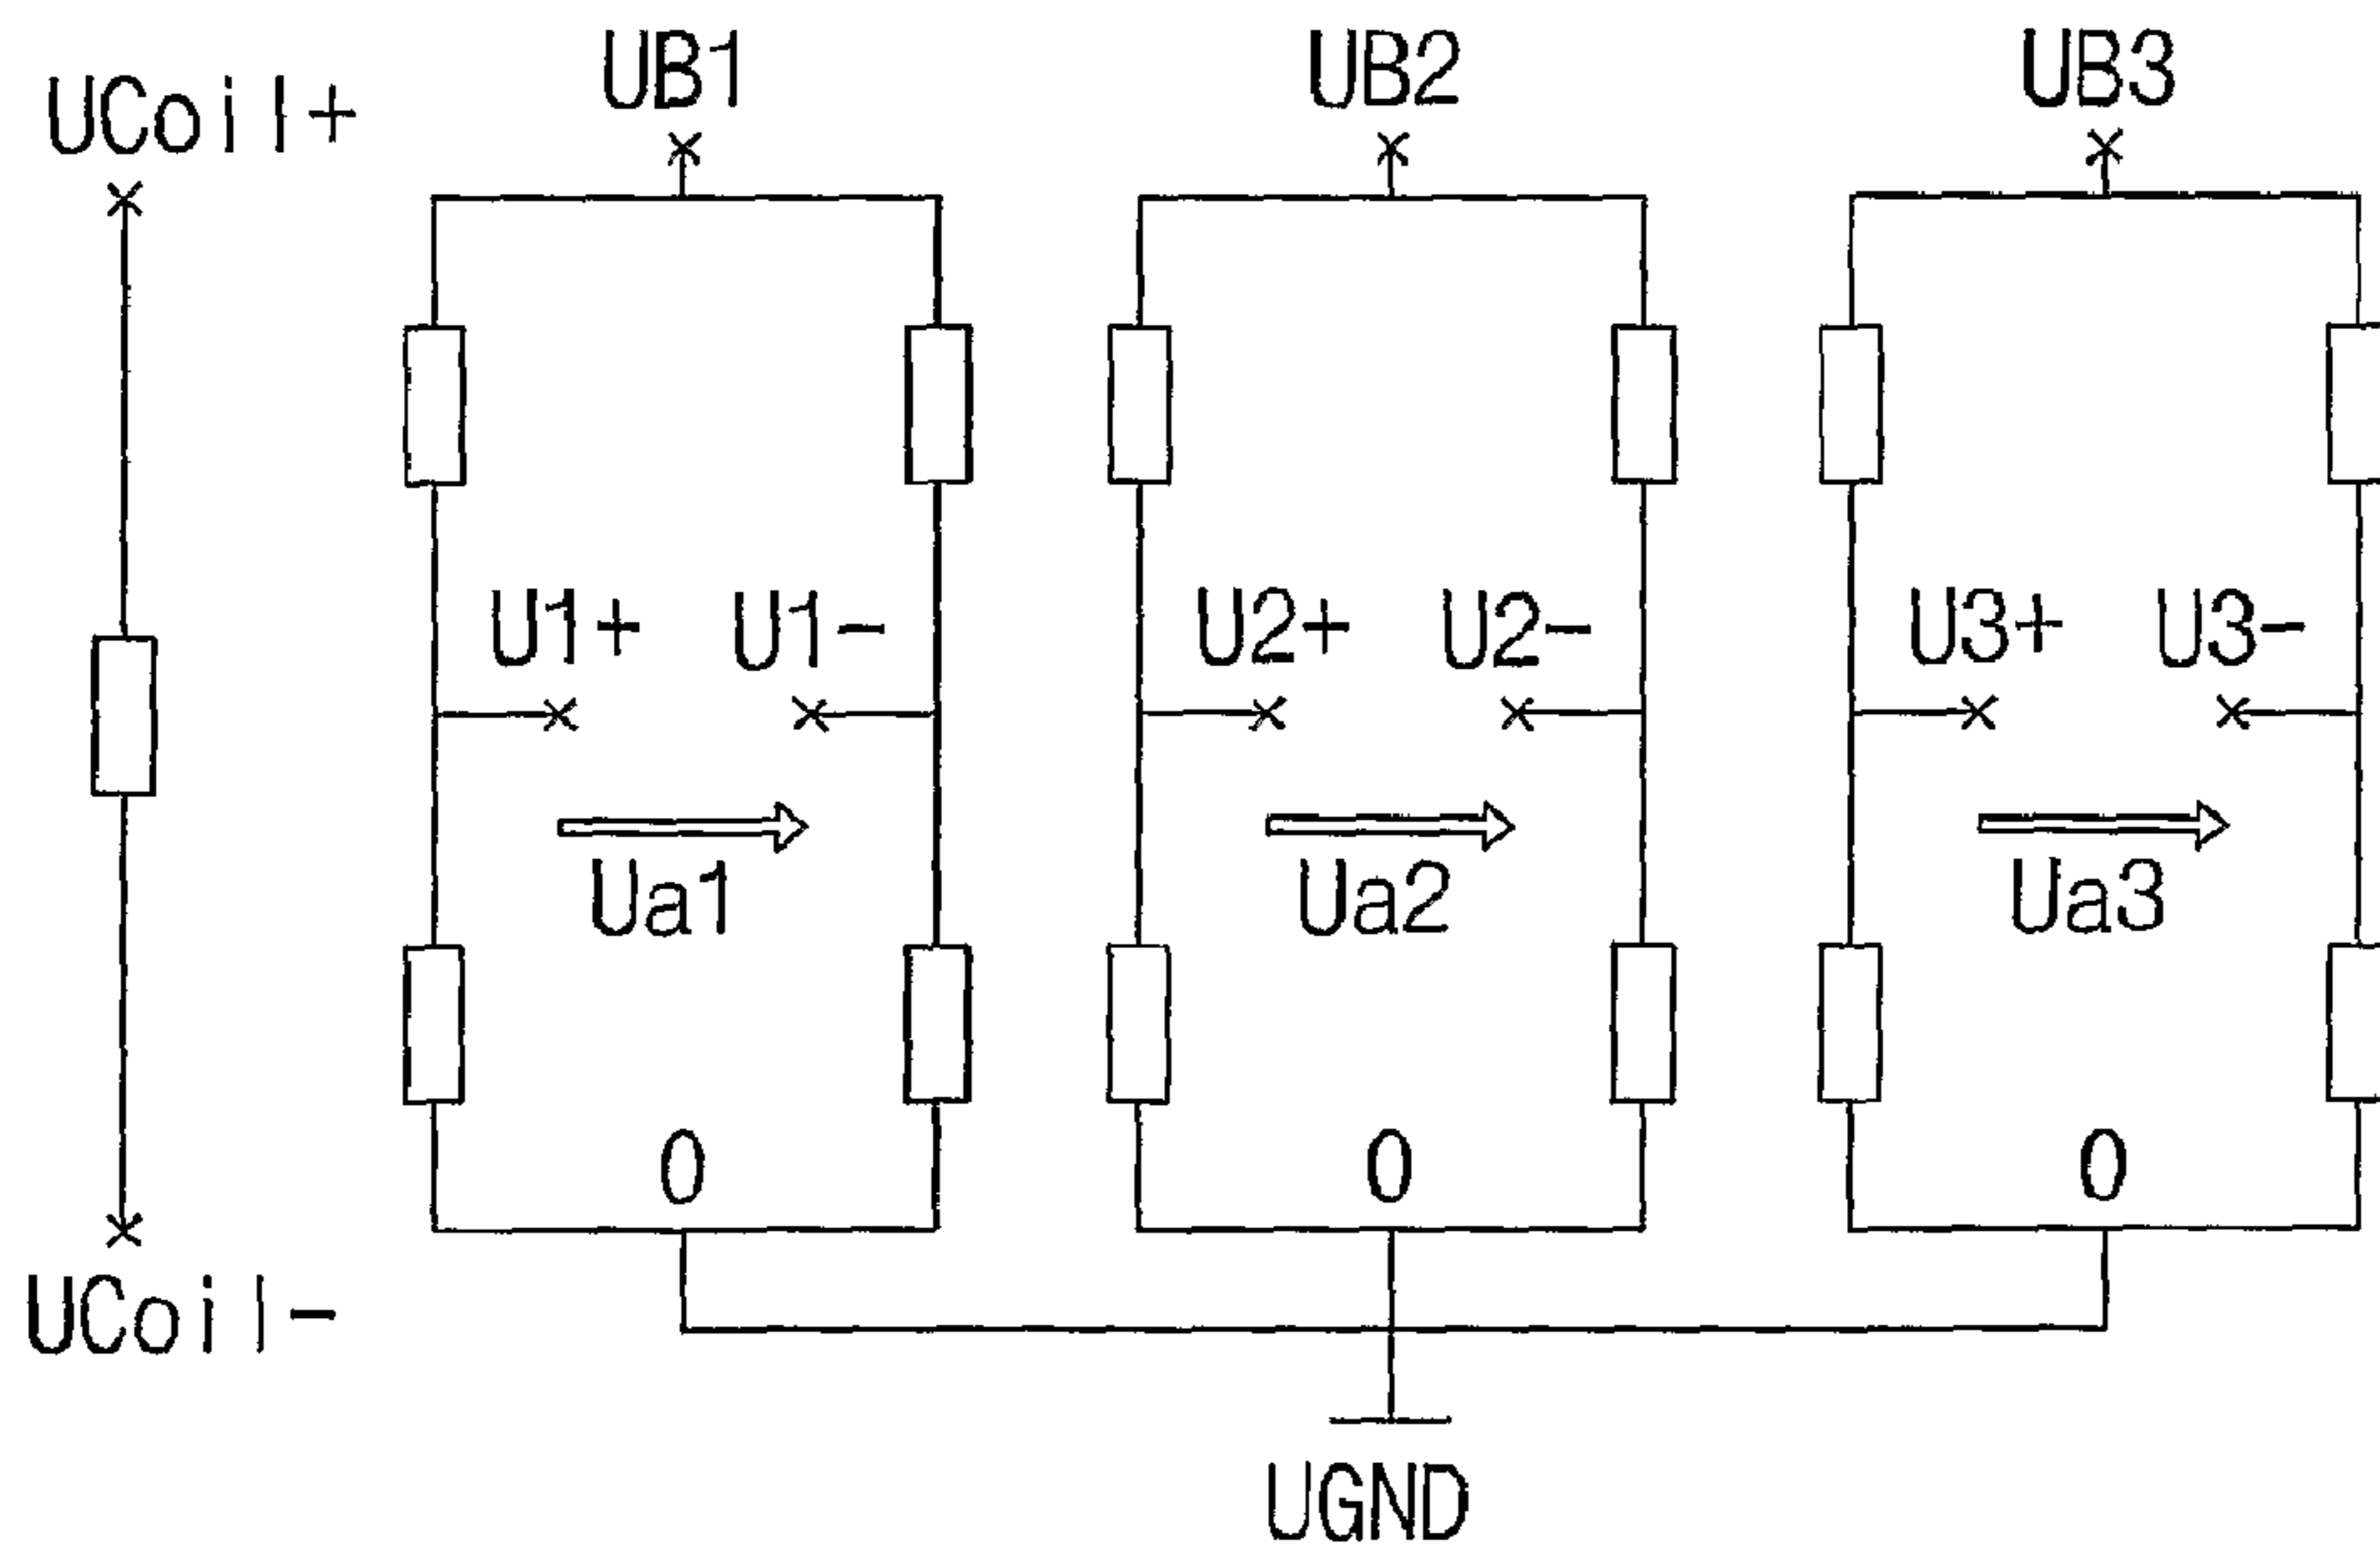 UB1 UB2 UB3
UCoil+
U1+ U1- U2+ U2- U3+ U3-
Ua1 Ua2 Ua3
0 0 0
UCoil-
UGND